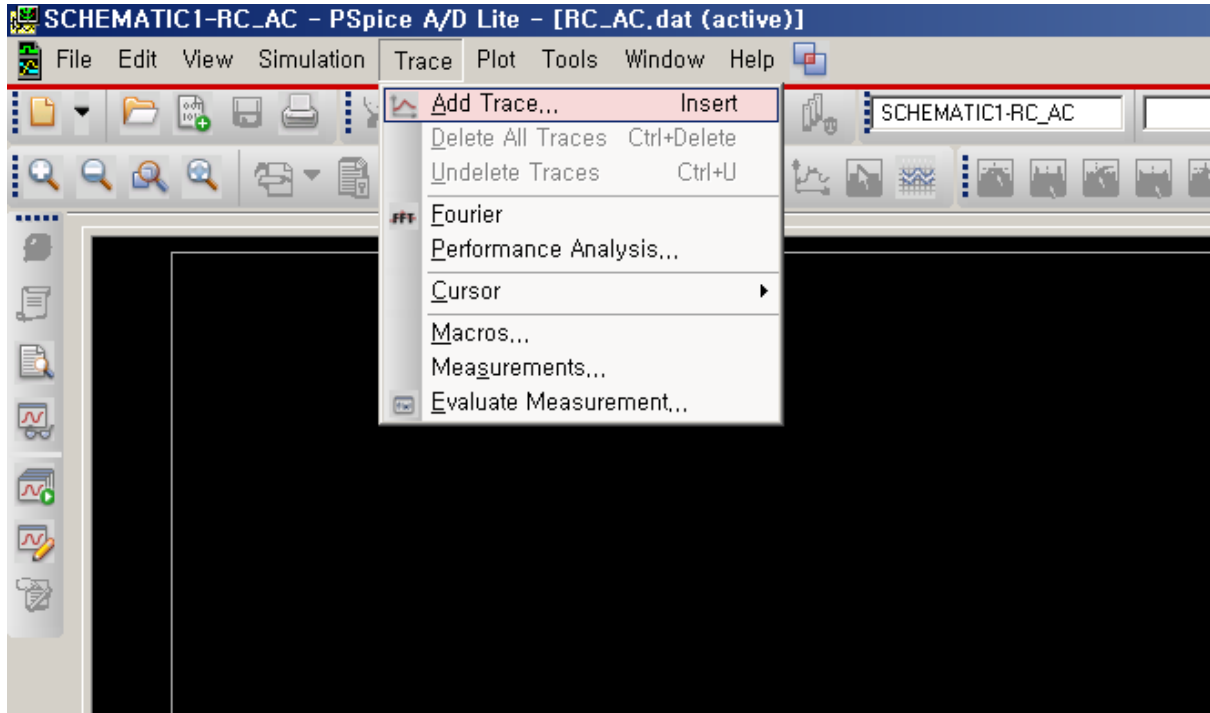 SCHEMATIC1-RC_AC - PSpice A/D Lite - [RC_AC.dat (active)]
File Edit View Simulation Trace Plot Tools Window Help
Add Trace... Insert
SCHEMATIC1-RC_AC
Delete All Traces Ctrl+Delete
Undelete Traces Ctrl+U
FFT Fourier
Performance Analysis...
Cursor
Macros...
Measurements...
Evaluate Measurement...